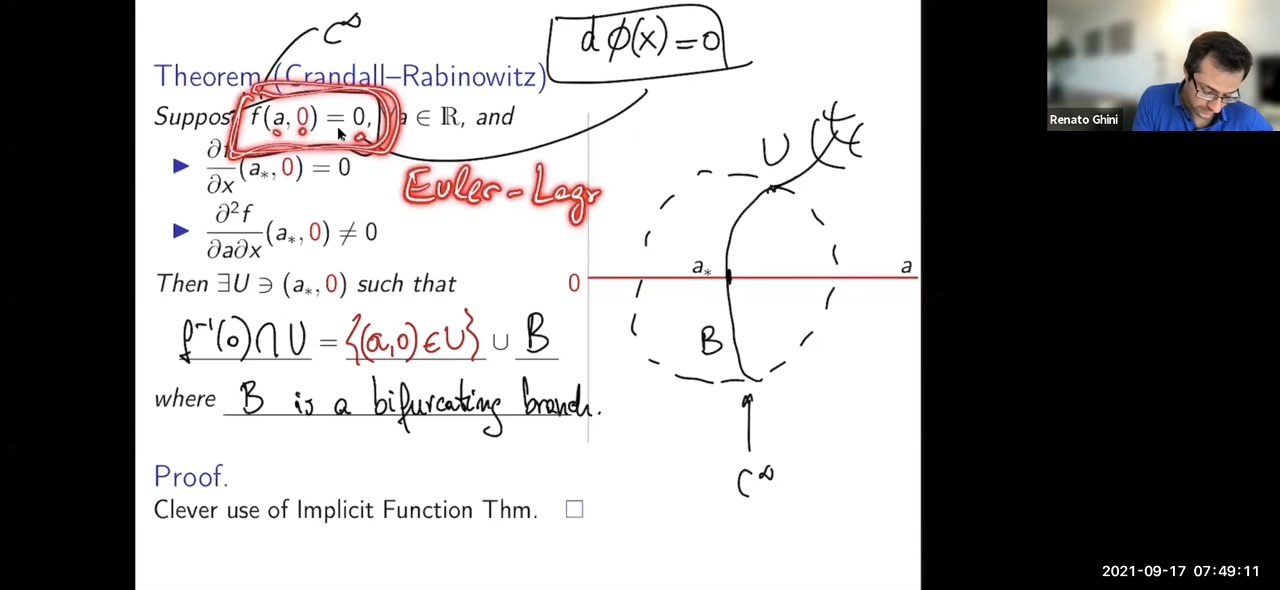 C^∞
dϕ(x)=0
Theorem (Crandall–Rabinowitz)
Suppos f(a, 0) = 0, ∈ ℝ, and
▶ ∂f/∂x (a*, 0) = 0
Euler-Lagr
▶ ∂²f/∂a∂x (a*, 0) ≠ 0
Then ∃U ∋ (a*, 0) such that
f⁻¹(0)∩U = {(a,0)∈U} ∪ B
where B is a bifurcating branch.
Proof.
Clever use of Implicit Function Thm. □
U
a*
a
0
B
C^∞
Renato Ghini
2021-09-17 07:49:11